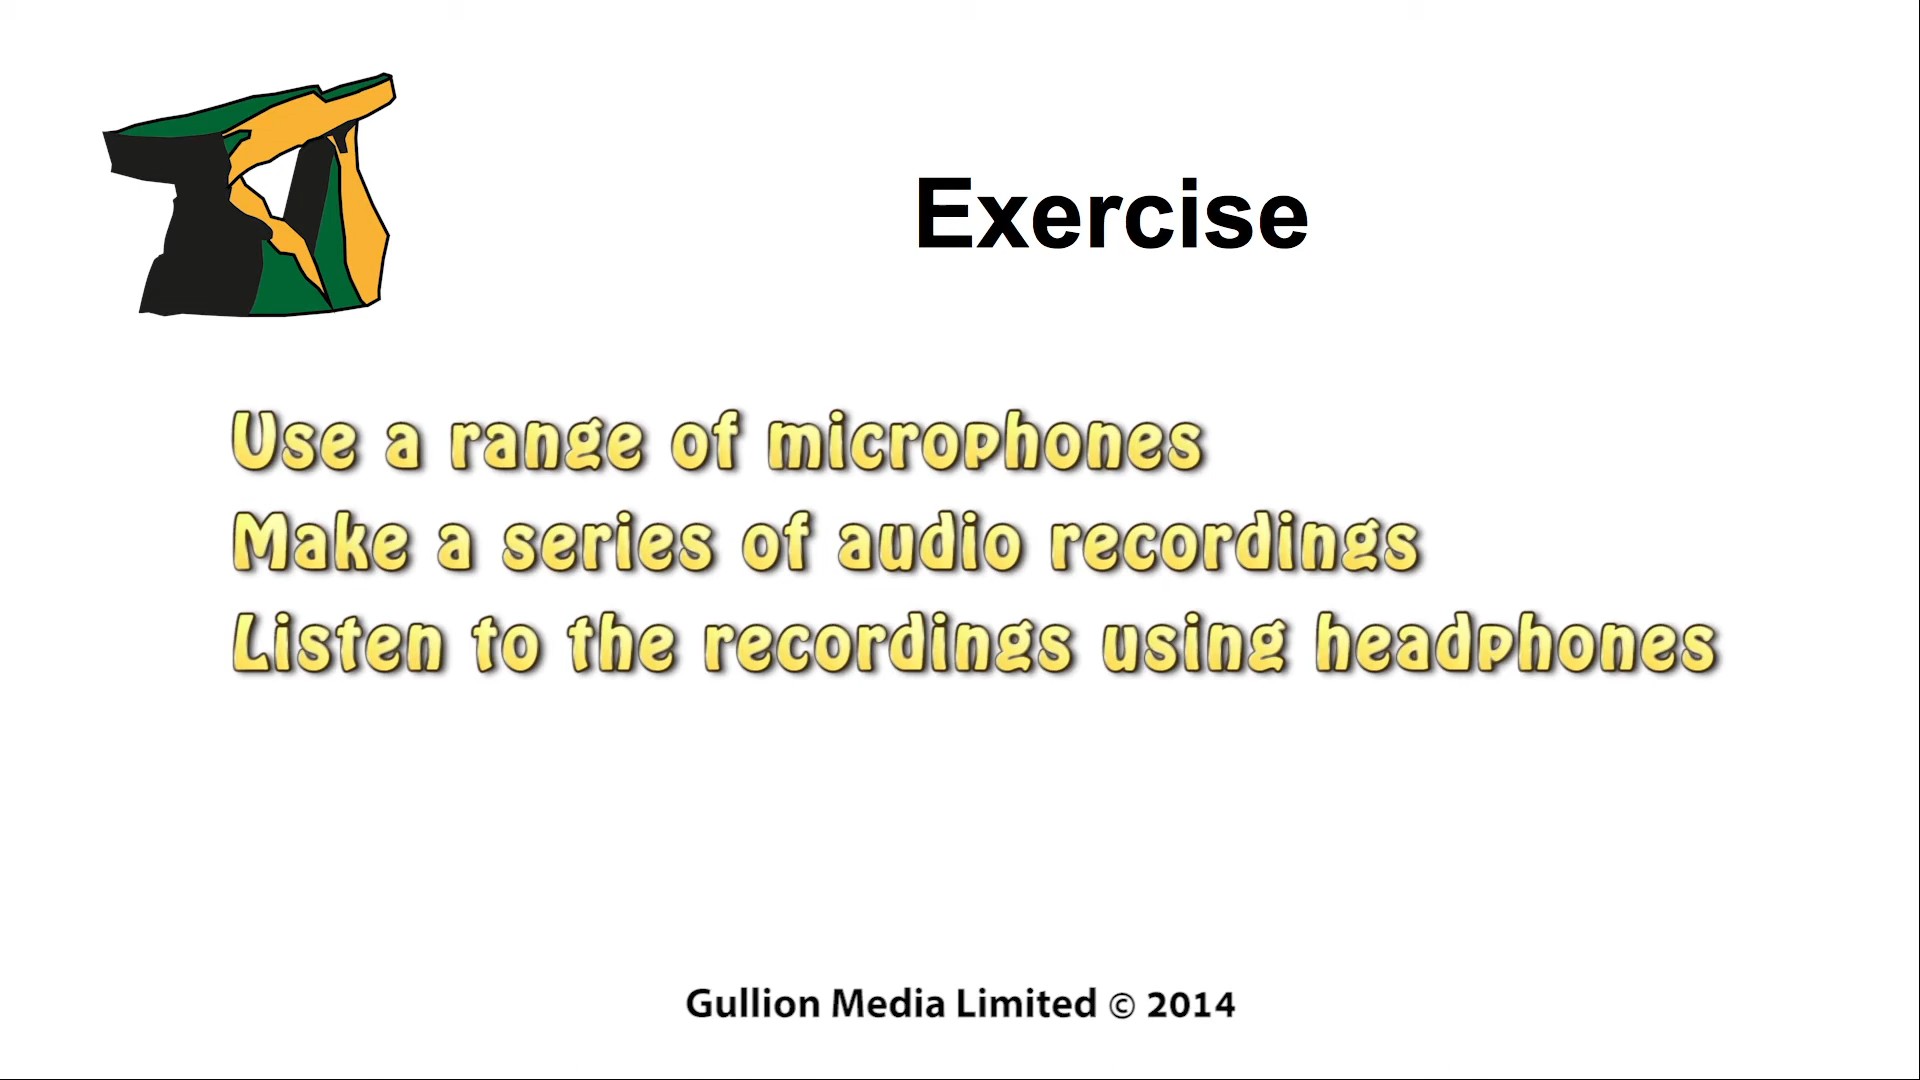 Exercise
Use a range of microphones
Make a series of audio recordings
Listen to the recordings using headphones
Gullion Media Limited © 2014